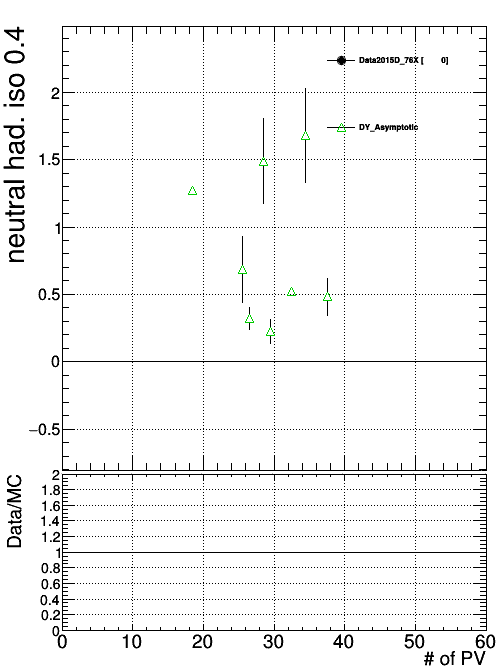 neutral had. iso 0.4
Data2015D_76X [ 0]
DY_Asymptotic
2
1.5
1
0.5
0
−0.5
Data/MC
2
1.8
1.6
1.4
1.2
1
0.8
0.6
0.4
0.2
0
0 10 20 30 40 50 60
# of PV